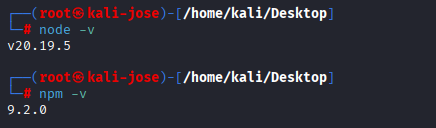 ┌──(root㉿kali-jose)-[/home/kali/Desktop]
└─# node -v
v20.19.5
┌──(root㉿kali-jose)-[/home/kali/Desktop]
└─# npm -v
9.2.0